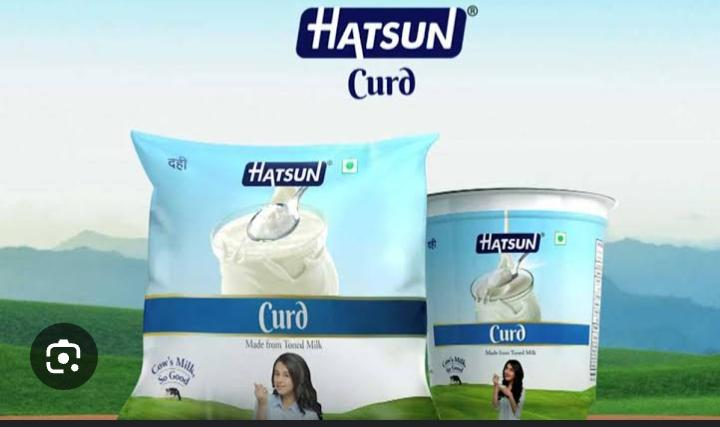 HATSUN®
Curd
दही
HATSUN®
Curd
Made from Toned Milk
Cow's Milk,
So Good
दही
HATSUN®
Curd
Made from Toned Milk
Cow's Milk,
So Good